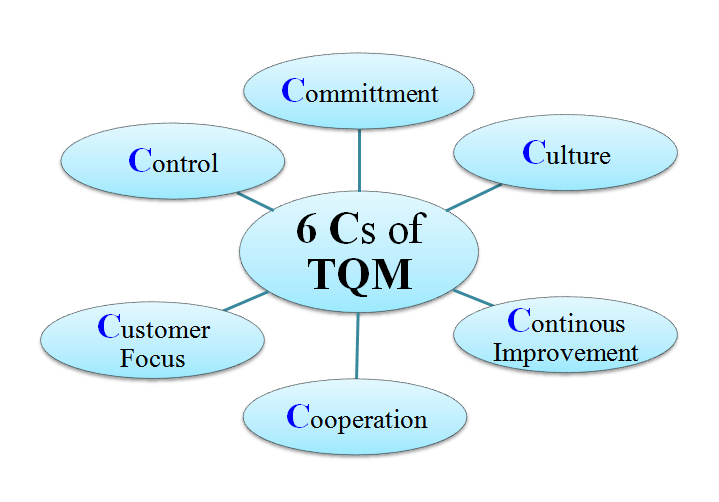 Committment
Control
Culture
6 Cs of
TQM
Customer
Focus
Continous
Improvement
Cooperation